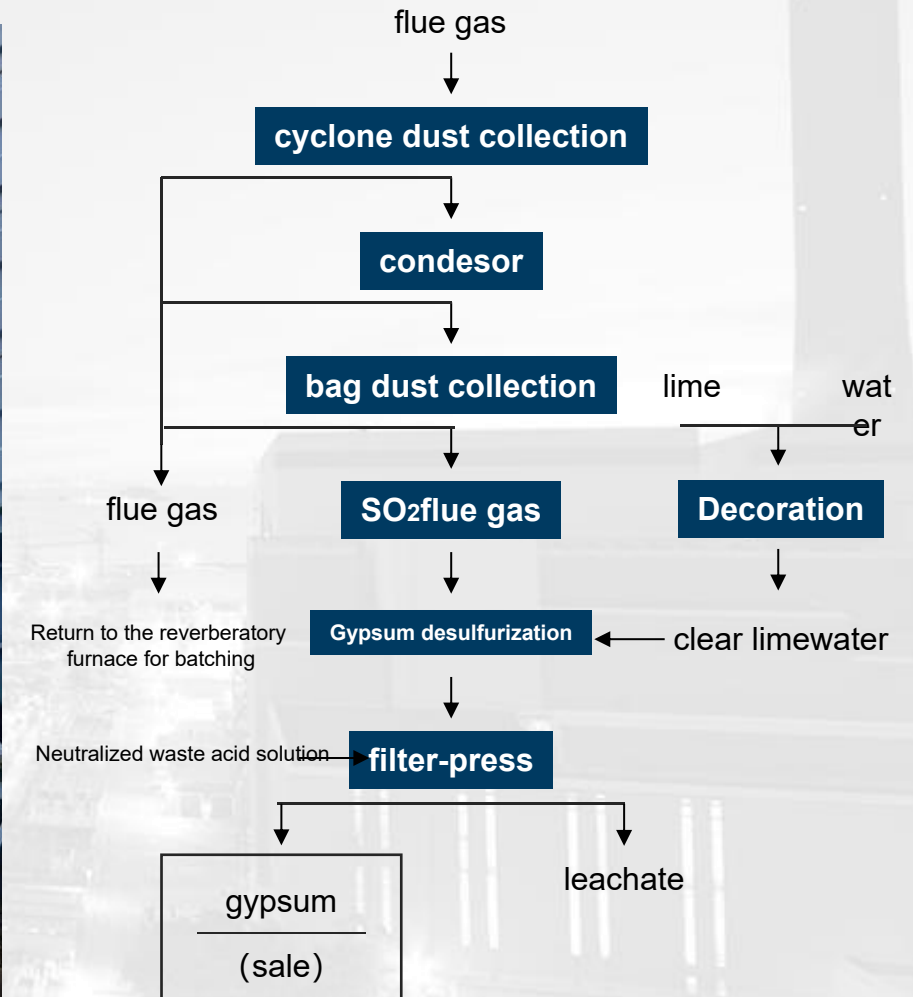 flue gas
cyclone dust collection
condesor
bag dust collection
lime
wat
er
flue gas
SO2flue gas
Decoration
Return to the reverberatory
furnace for batching
Gypsum desulfurization
clear limewater
Neutralized waste acid solution
filter-press
gypsum
(sale)
leachate